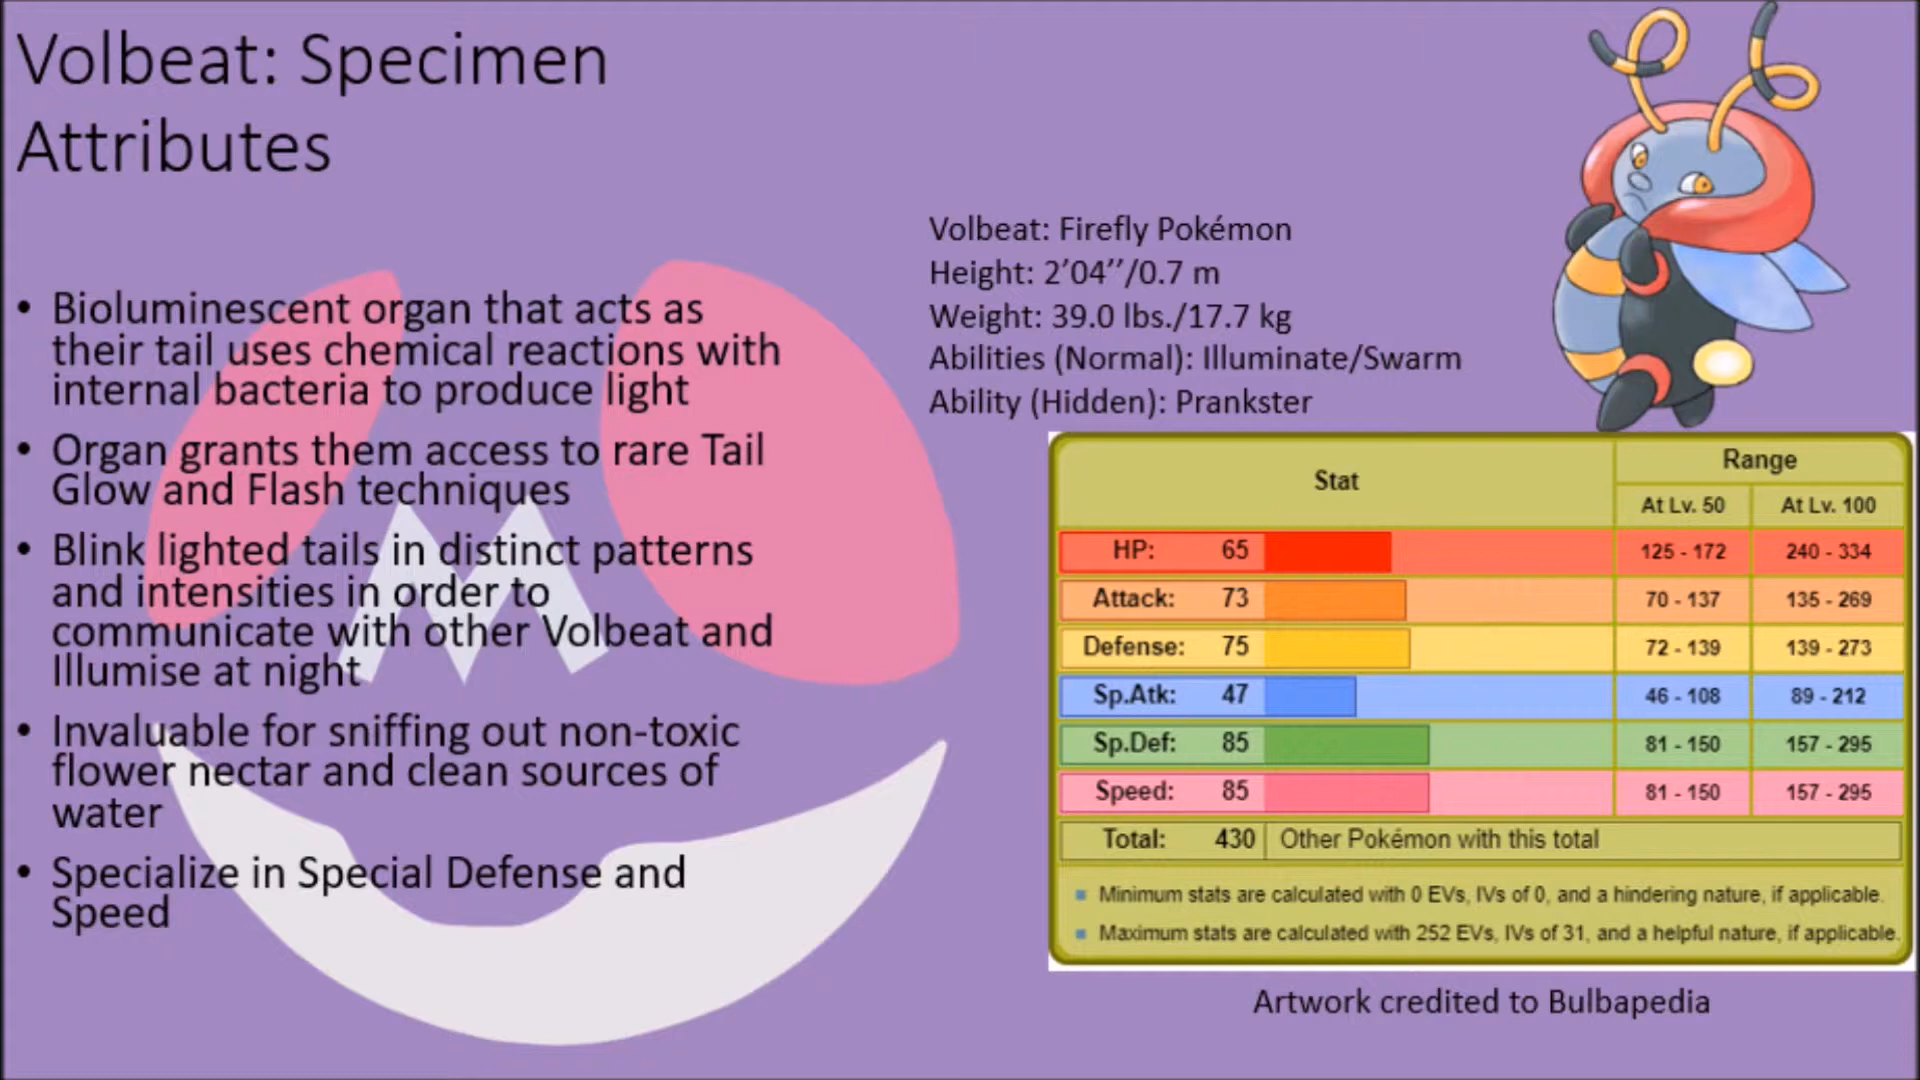 Volbeat: Specimen
Attributes
• Bioluminescent organ that acts as
their tail uses chemical reactions with
internal bacteria to produce light
• Organ grants them access to rare Tail
Glow and Flash techniques
• Blink lighted tails in distinct patterns
and intensities in order to
communicate with other Volbeat and
Illumise at night
• Invaluable for sniffing out non-toxic
flower nectar and clean sources of
water
• Specialize in Special Defense and
Speed
Volbeat: Firefly Pokémon
Height: 2’04’’/0.7 m
Weight: 39.0 lbs./17.7 kg
Abilities (Normal): Illuminate/Swarm
Ability (Hidden): Prankster
Stat Range
At Lv. 50 At Lv. 100
HP: 65 125 - 172 240 - 334
Attack: 73 70 - 137 135 - 269
Defense: 75 72 - 139 139 - 273
Sp.Atk: 47 46 - 108 89 - 212
Sp.Def: 85 81 - 150 157 - 295
Speed: 85 81 - 150 157 - 295
Total: 430 Other Pokémon with this total
Minimum stats are calculated with 0 EVs, IVs of 0, and a hindering nature, if applicable.
Maximum stats are calculated with 252 EVs, IVs of 31, and a helpful nature, if applicable.
Artwork credited to Bulbapedia